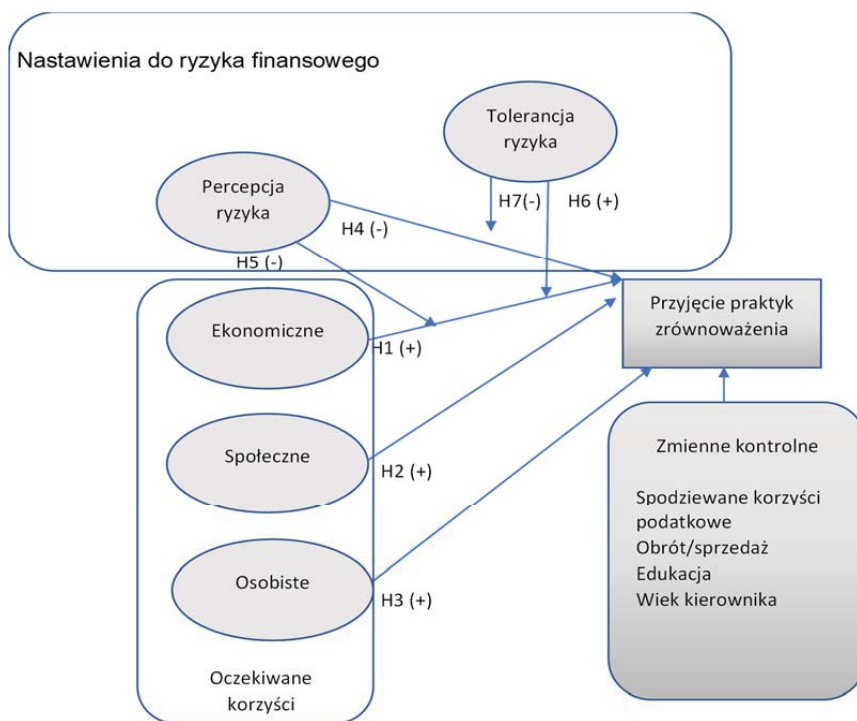 Nastawienia do ryzyka finansowego
Tolerancja
ryzyka
Percepcja
ryzyka
H7(-)
H6 (+)
H4 (-)
H5 (-)
Przyjęcie praktyk
zrównoważenia
Ekonomiczne
H1 (+)
Społeczne
H2 (+)
Osobiste
H3 (+)
Oczekiwane
korzyści
Zmienne kontrolne
Spodziewane korzyści
podatkowe
Obrót/sprzedaż
Edukacja
Wiek kierownika